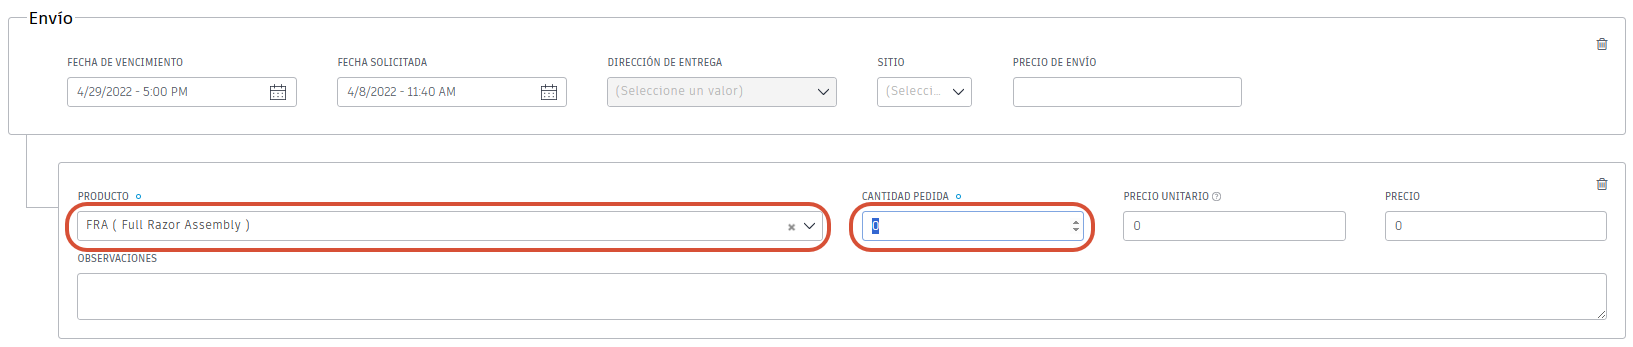 Envío
FECHA DE VENCIMIENTO FECHA SOLICITADA DIRECCIÓN DE ENTREGA SITIO PRECIO DE ENVÍO
4/29/2022 - 5:00 PM 4/8/2022 - 11:40 AM (Seleccione un valor) (Selecci...
PRODUCTO CANTIDAD PEDIDA PRECIO UNITARIO ? PRECIO
FRA ( Full Razor Assembly ) 0 0 0
OBSERVACIONES